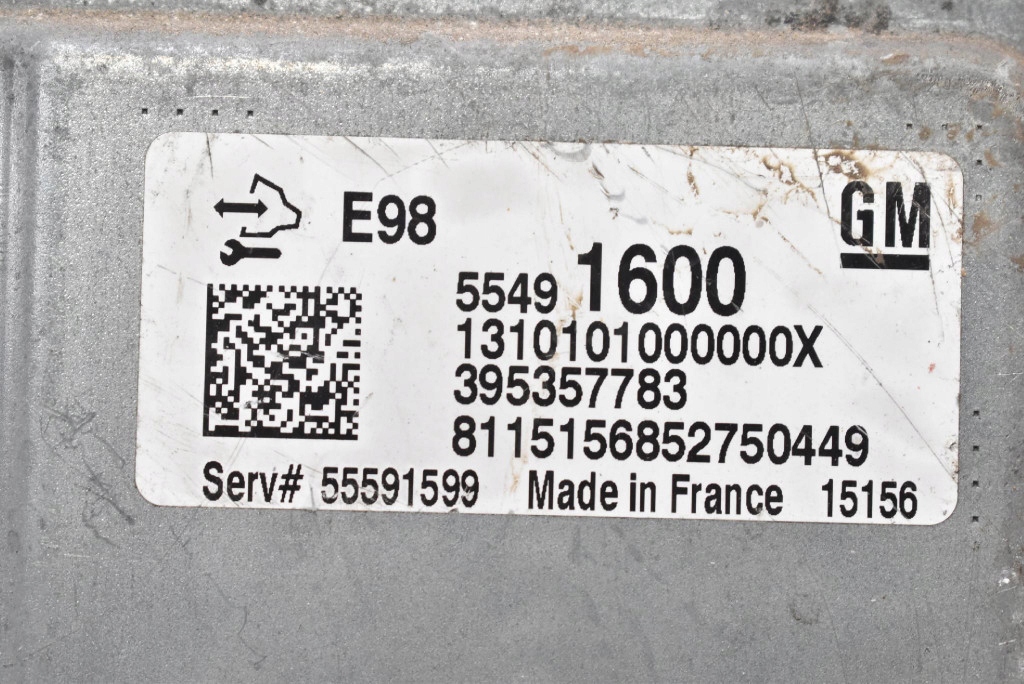 E98
GM
5549 1600
1310101000000X
395357783
8115156852750449
Serv# 55591599 Made in France 15156